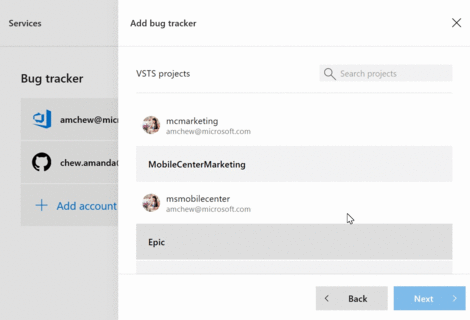 Services
Add bug tracker
Bug tracker
VSTS projects
Search projects
amchew@mic
chew.amanda@
Add account
mcmarketing
amchew@microsoft.com
MobileCenterMarketing
msmobilecenter
amchew@microsoft.com
Epic
Back
Next